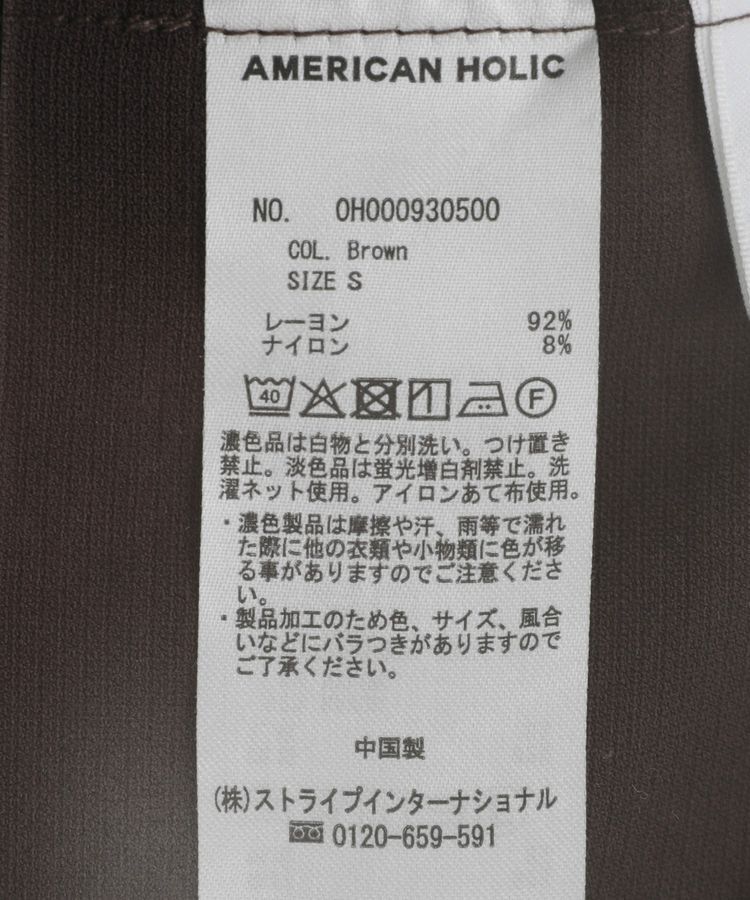 AMERICAN HOLIC
NO. 0H000930500
COL. Brown
SIZE S
レーヨン 92%
ナイロン 8%
40 F
濃色品は白物と分別洗い。つけ置き
禁止。淡色品は蛍光増白剤禁止。洗
濯ネット使用。アイロンあて布使用。
・濃色製品は摩擦や汗、雨等で濡れ
た際に他の衣類や小物類に色が移
る事がありますのでご注意くださ
い。
・製品加工のため色、サイズ、風合
いなどにバラつきがありますので
ご了承ください。
中国製
(株)ストライプインターナショナル
0120-659-591